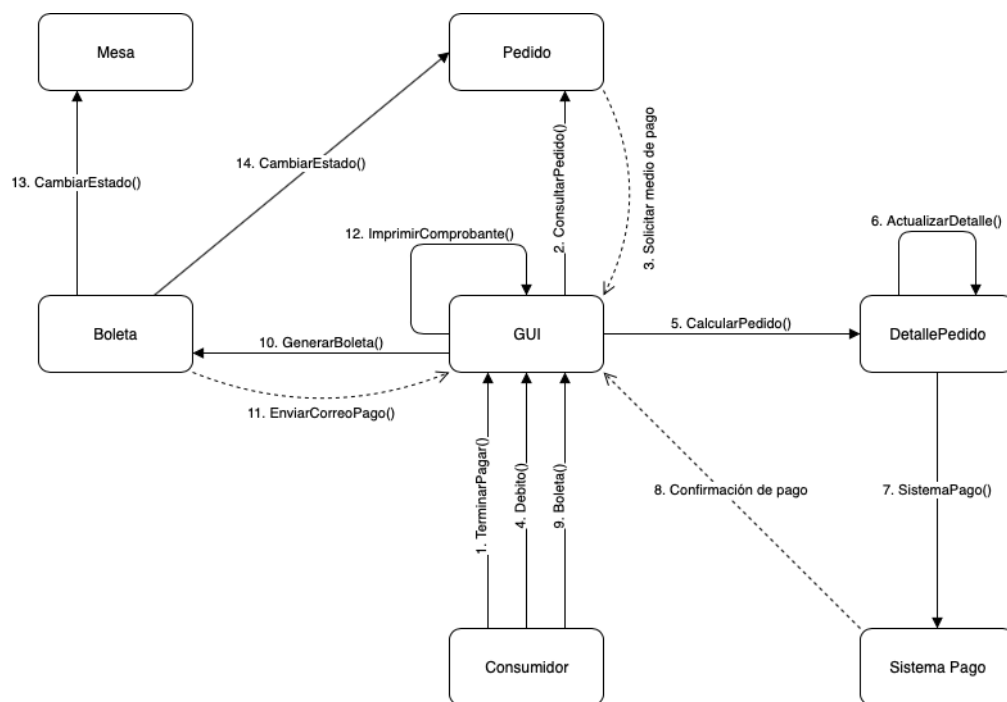 Mesa
Pedido
14. CambiarEstado()
13. CambiarEstado()
2. ConsultarPedido()
3. Solicitar medio de pago
12. ImprimirComprobante()
6. ActualizarDetalle()
Boleta
GUI
DetallePedido
10. GenerarBoleta()
5. CalcularPedido()
11. EnviarCorreoPago()
1. TerminarPagar()
4. Debito()
9. Boleta()
8. Confirmación de pago
7. SistemaPago()
Consumidor
Sistema Pago